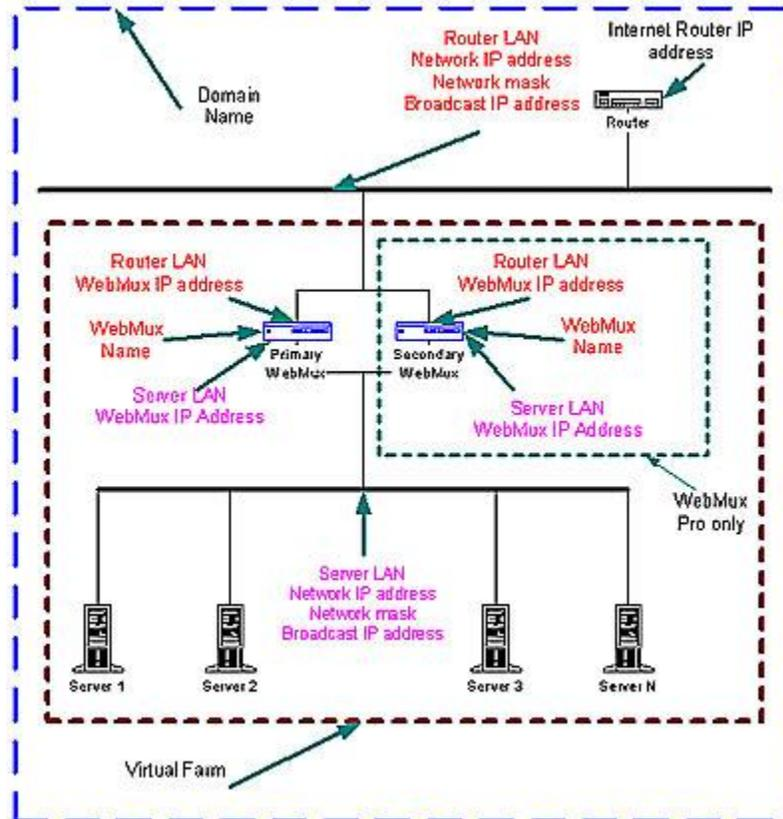 Router LAN
Network IP address
Network mask
Broadcast IP address
Internet Router IP
address
Domain
Name
Router
Router LAN
WebMux IP address
Router LAN
WebMux IP address
WebMux
Name
WebMux
Name
Primary
WebMux
Secondary
WebMux
Server LAN
WebMux IP Address
Server LAN
WebMux IP Address
WebMux
Pro only
Server LAN
Network IP address
Network mask
Broadcast IP address
Server 1
Server 2
Server 3
Server N
Virtual Farm